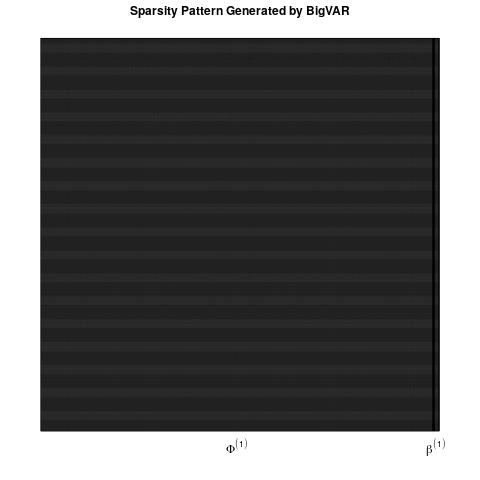 Sparsity Pattern Generated by BigVAR
Φ(1) β(1)